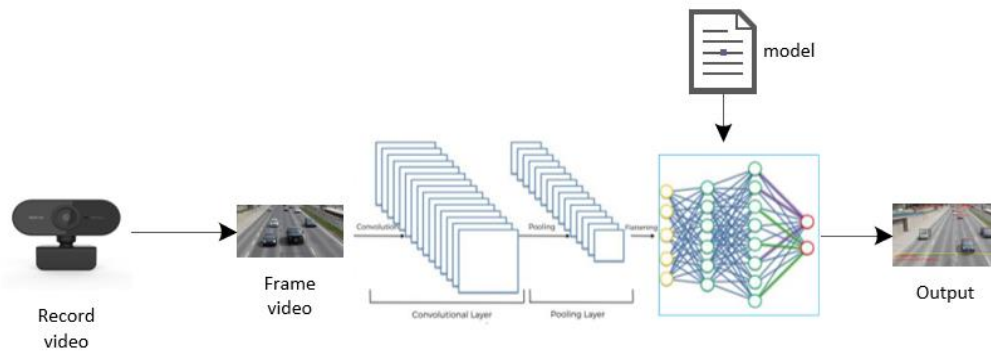 model
Convolution
Pooling
Flattening
Frame
video
Output
Record
video
Convolutional Layer
Pooling Layer